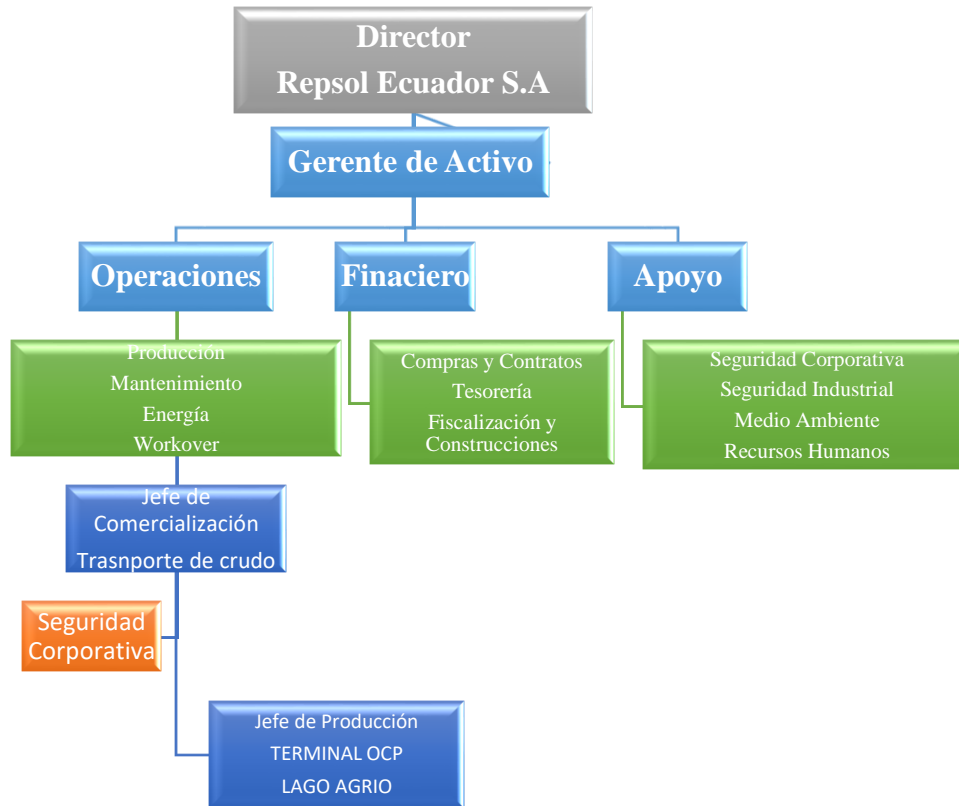 Director
Repsol Ecuador S.A
Gerente de Activo
Operaciones
Finaciero
Apoyo
Producción
Mantenimiento
Energía
Workover
Compras y Contratos
Tesorería
Fiscalización y
Construcciones
Seguridad Corporativa
Seguridad Industrial
Medio Ambiente
Recursos Humanos
Jefe de
Comercialización
Trasnporte de crudo
Seguridad
Corporativa
Jefe de Producción
TERMINAL OCP
LAGO AGRIO